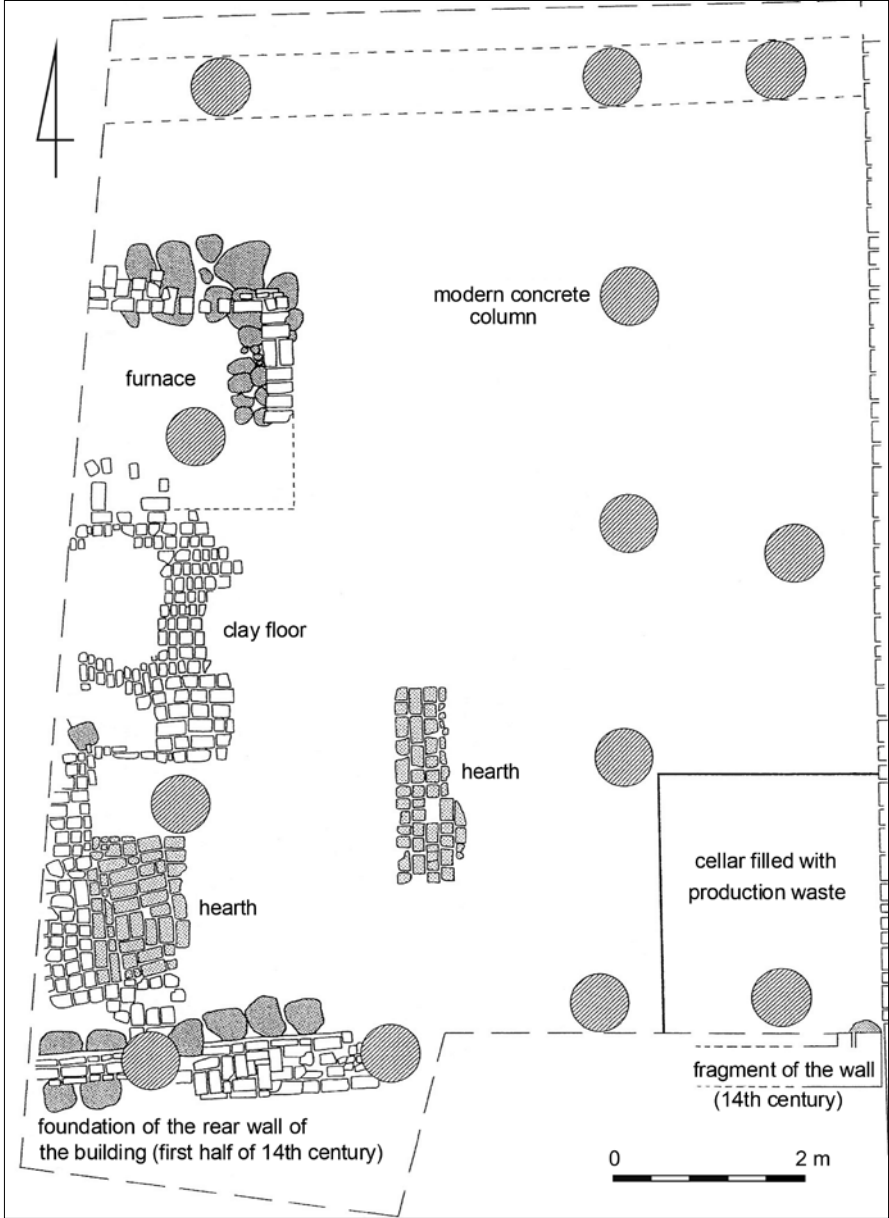 modern concrete
column
furnace
clay floor
hearth
hearth
cellar filled with
production waste
fragment of the wall
(14th century)
foundation of the rear wall of
the building (first half of 14th century)
0 2 m